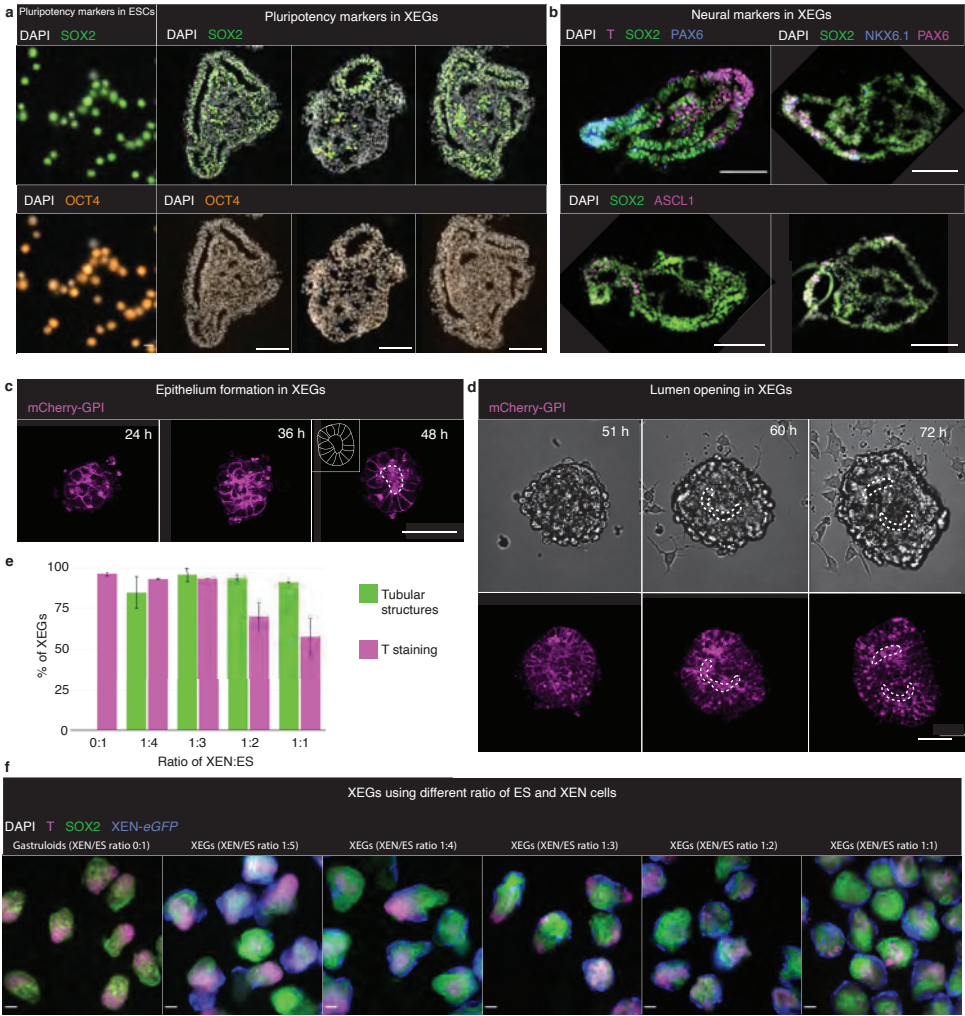 a
Pluripotency markers in ESCs
Pluripotency markers in XEGs
DAPI SOX2
DAPI SOX2
DAPI OCT4
DAPI OCT4
b
Neural markers in XEGs
DAPI T SOX2 PAX6
DAPI SOX2 NKX6.1 PAX6
DAPI SOX2 ASCL1
c
Epithelium formation in XEGs
mCherry-GPI
24 h
36 h
48 h
d
Lumen opening in XEGs
mCherry-GPI
51 h
60 h
72 h
e
% of XEGs
100
75
50
25
0
0:1
1:4
1:3
1:2
1:1
Ratio of XEN:ES
Tubular
structures
T staining
f
XEGs using different ratio of ES and XEN cells
DAPI T SOX2 XEN-eGFP
Gastruloids (XEN/ES ratio 0:1)
XEGs (XEN/ES ratio 1:5)
XEGs (XEN/ES ratio 1:4)
XEGs (XEN/ES ratio 1:3)
XEGs (XEN/ES ratio 1:2)
XEGs (XEN/ES ratio 1:1)